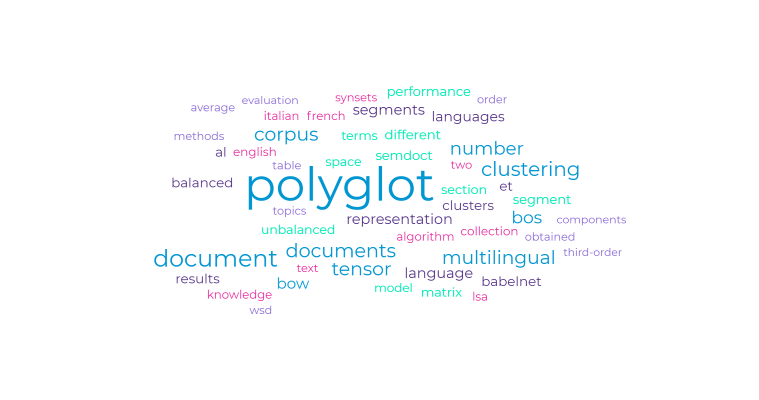 performance
synsets
order
evaluation
average
segments
italian
french
languages
corpus
terms
different
methods
number
al
english
semdoct
space
two
table
clustering
balanced
polyglot
et
section
segment
clusters
topics
bos
representation
components
unbalanced
collection
algorithm
obtained
documents
third-order
document
multilingual
text
tensor
language
results
bow
babelnet
model
matrix
knowledge
lsa
wsd